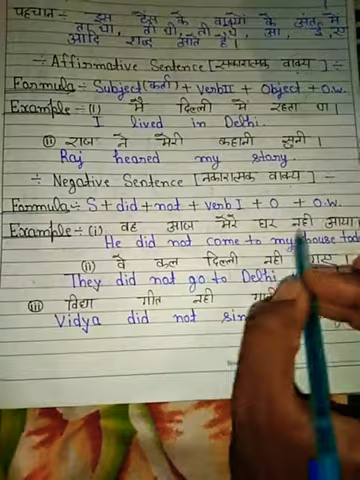 पहचान :- इस टेंस के वाक्यों के अंत में
ता था, ती थी, ते थे, आ, ई, ए
आदि शब्द आते हैं।
÷ Affirmative Sentence [सकारात्मक वाक्य] ÷
Formula ÷ Subject (कर्ता) + verb II + Object + O.W.
Example ÷ (i) मैं दिल्ली में रहता था।
I lived in Delhi.
(ii) राज ने मेरी कहानी सुनी।
Raj heared my story.
÷ Negative Sentence [नकारात्मक वाक्य] ÷
Formula ÷ S + did + not + verb I + O + O.W.
Example ÷ (i) वह आज मेरे घर नही आया
He did not come to my house tod
(ii) वे कल दिल्ली नही गए।
They did not go to Delhi
(iii) विद्या गीत नही
Vidya did not sin